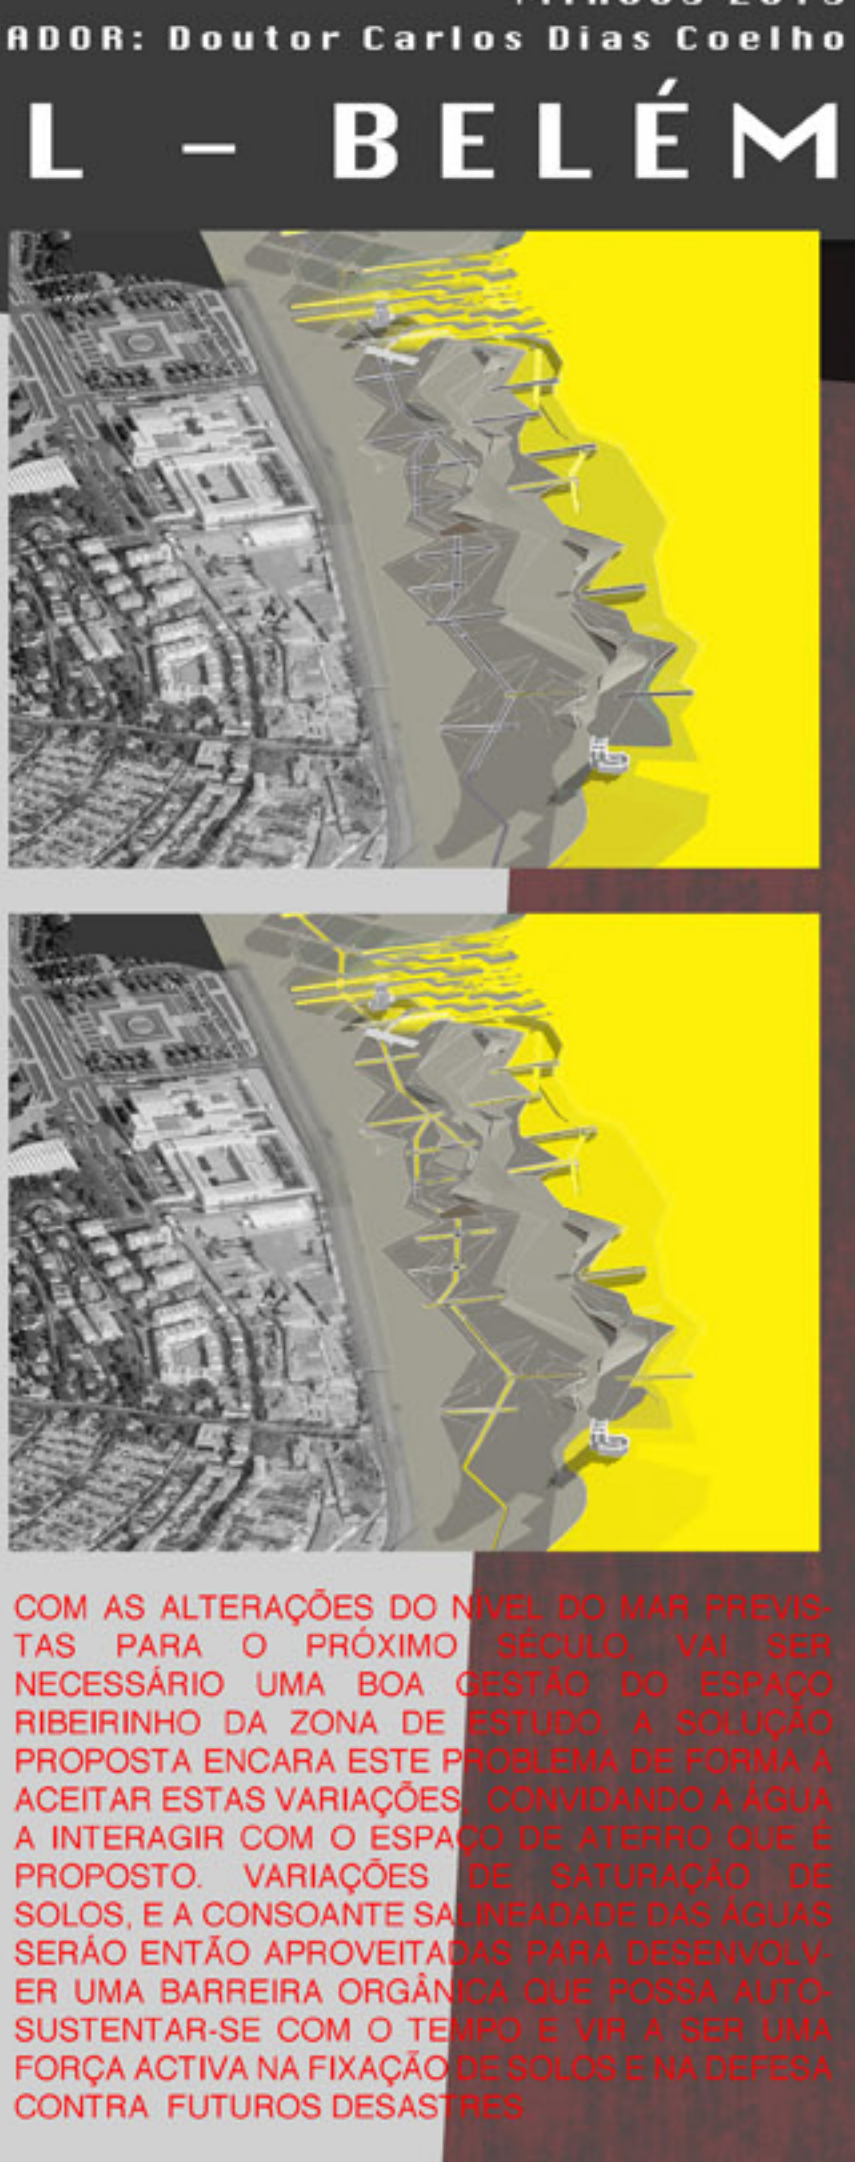 ADOR: Doutor Carlos Dias Coelho
L - BELÉM
COM AS ALTERAÇÕES DO NÍVEL DO MAR PREVIS-
TAS PARA O PRÓXIMO SÉCULO, VAI SER
NECESSÁRIO UMA BOA GESTÃO DO ESPAÇO
RIBEIRINHO DA ZONA DE ESTUDO. A SOLUÇÃO
PROPOSTA ENCARA ESTE PROBLEMA DE FORMA A
ACEITAR ESTAS VARIAÇÕES, CONVIDANDO A ÁGUA
A INTERAGIR COM O ESPAÇO DE ATERRO QUE É
PROPOSTO. VARIAÇÕES DE SATURAÇÃO DE
SOLOS, E A CONSOANTE SALINEADADE DAS ÁGUAS
SERÁO ENTÃO APROVEITADAS PARA DESENVOLV-
ER UMA BARREIRA ORGÂNICA QUE POSSA AUTO-
SUSTENTAR-SE COM O TEMPO E VIR A SER UMA
FORÇA ACTIVA NA FIXAÇÃO DE SOLOS E NA DEFESA
CONTRA FUTUROS DESASTRES